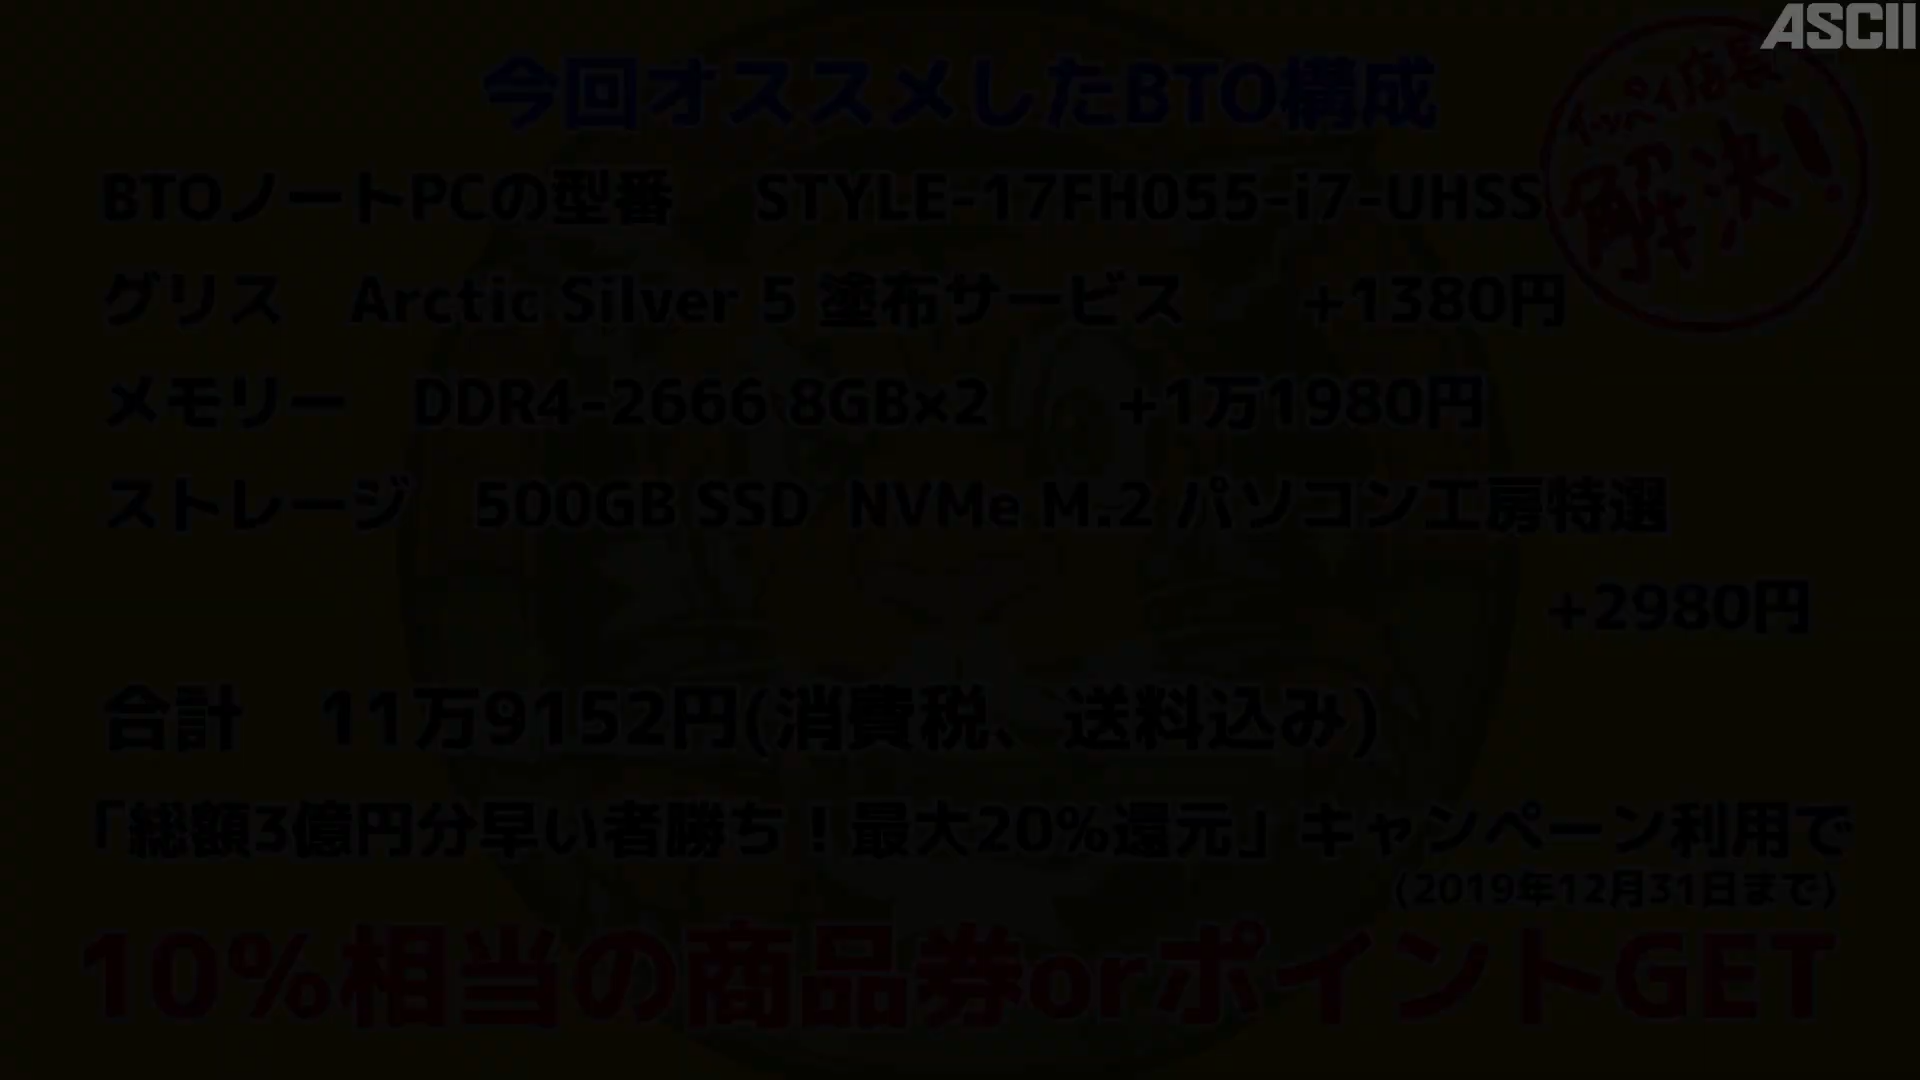 ASCII
今回オススメしたBTO構成
イッペイ店長
解決!
BTOノートPCの型番 STYLE-17FH055-i7-UHSS
グリス Arctic Silver 5 塗布サービス +1380円
メモリー DDR4-2666 8GB×2 +1万1980円
ストレージ 500GB SSD NVMe M.2 パソコン工房特選
+2980円
合計 11万9152円(消費税、送料込み)
「総額3億円分早い者勝ち!最大20%還元」キャンペーン利用で
(2019年12月31日まで)
10%相当の商品券orポイントGET